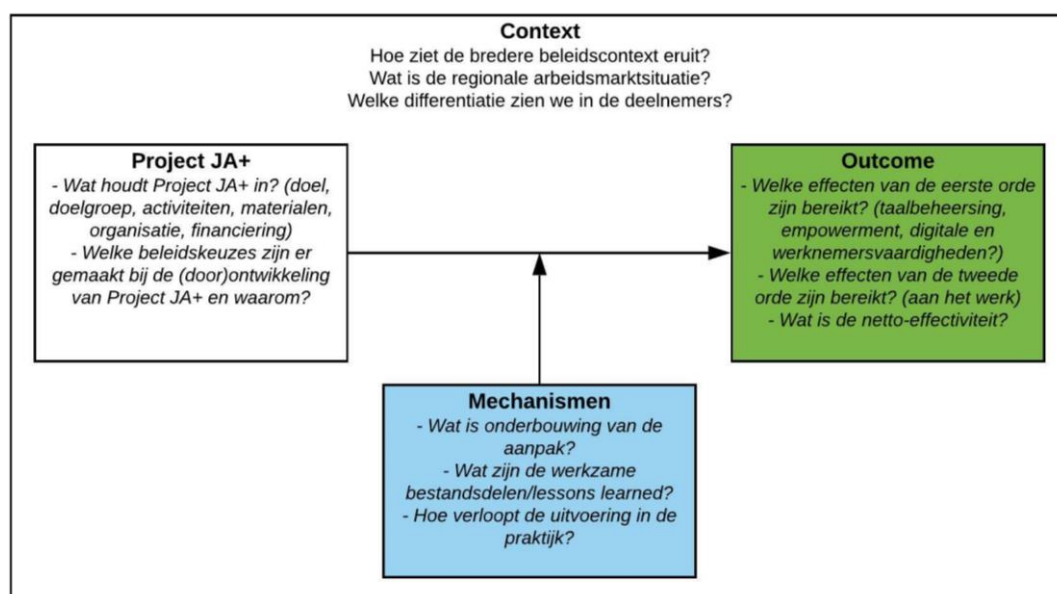 Context
Hoe ziet de bredere beleidscontext eruit?
Wat is de regionale arbeidsmarktsituatie?
Welke differentiatie zien we in de deelnemers?
Project JA+
- Wat houdt Project JA+ in? (doel,
doelgroep, activiteiten, materialen,
organisatie, financiering)
- Welke beleidskeuzes zijn er
gemaakt bij de (door)ontwikkeling
van Project JA+ en waarom?
Outcome
- Welke effecten van de eerste orde
zijn bereikt? (taalbeheersing,
empowerment, digitale en
werknemersvaardigheden?)
- Welke effecten van de tweede
orde zijn bereikt? (aan het werk)
- Wat is de netto-effectiviteit?
Mechanismen
- Wat is onderbouwing van de
aanpak?
- Wat zijn de werkzame
bestandsdelen/lessons learned?
- Hoe verloopt de uitvoering in de
praktijk?